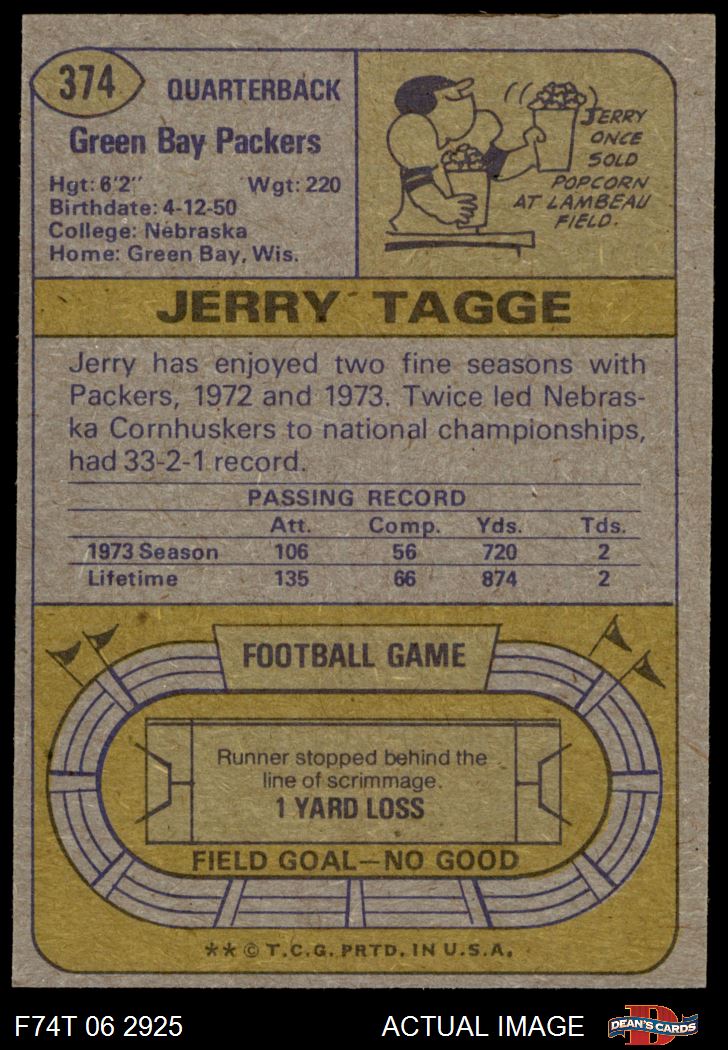 374
QUARTERBACK
Green Bay Packers
Hgt: 6'2" Wgt: 220
Birthdate: 4-12-50
College: Nebraska
Home: Green Bay, Wis.
JERRY
ONCE
SOLD
POPCORN
AT LAMBEAU
FIELD.
JERRY TAGGE
Jerry has enjoyed two fine seasons with
Packers, 1972 and 1973. Twice led Nebras-
ka Cornhuskers to national championships,
had 33-2-1 record.
PASSING RECORD
Att. Comp. Yds. Tds.
1973 Season 106 56 720 2
Lifetime 135 66 874 2
FOOTBALL GAME
Runner stopped behind the
line of scrimmage.
1 YARD LOSS
FIELD GOAL—NO GOOD
** © T.C.G. PRTD. IN U.S.A.
F74T 06 2925 ACTUAL IMAGE D DEAN'S CARDS